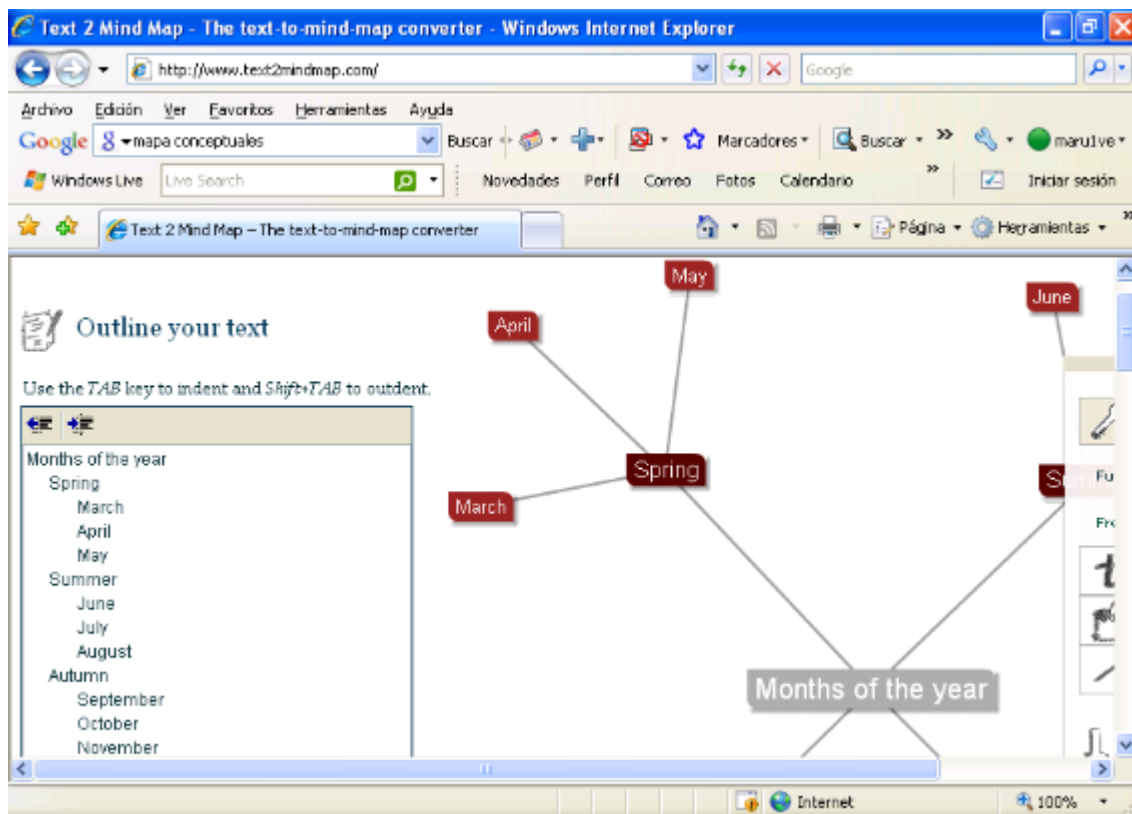 Text 2 Mind Map - The text-to-mind-map converter - Windows Internet Explorer
http://www.text2mindmap.com/
Google
Archivo Edición Ver Favoritos Herramientas Ayuda
Google mapa conceptuales Buscar Marcadores Buscar maru1ve
Windows Live Live Search Novedades Perfil Correo Fotos Calendario Iniciar sesión
Text 2 Mind Map – The text-to-mind-map converter Página Herramientas
Outline your text
Use the TAB key to indent and Shift+TAB to outdent.
Months of the year
Spring
March
April
May
Summer
June
July
August
Autumn
September
October
November
May
June
April
Spring
March
Months of the year
Internet 100%